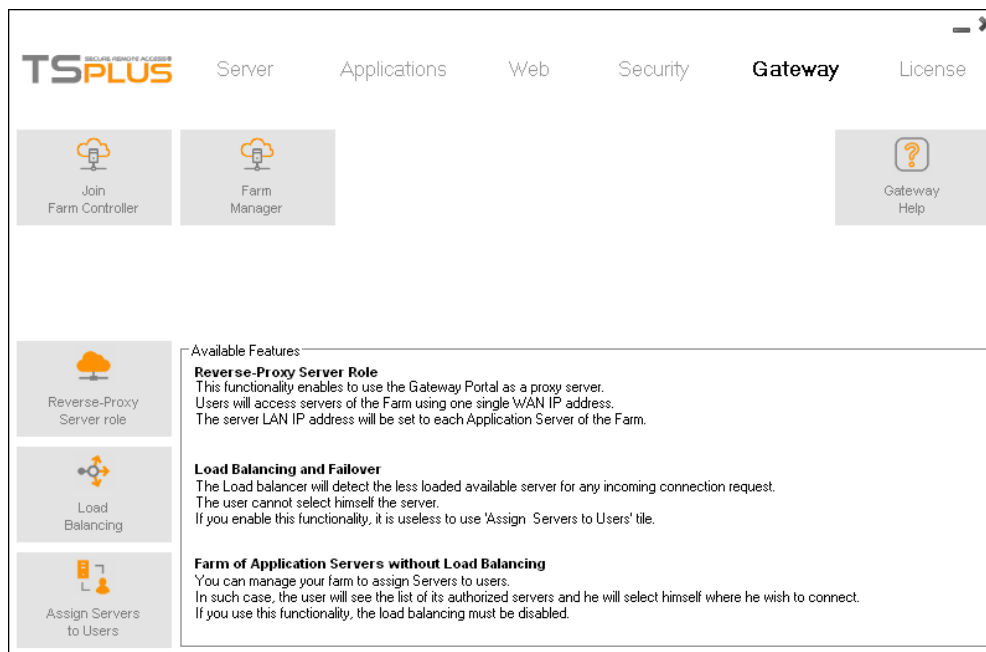 SECURE REMOTE ACCESS®
TSPLUS
Server Applications Web Security Gateway License
Join
Farm Controller
Farm
Manager
?
Gateway
Help
Reverse-Proxy
Server role
Load
Balancing
Assign Servers
to Users
Available Features
Reverse-Proxy Server Role
This functionality enables to use the Gateway Portal as a proxy server.
Users will access servers of the Farm using one single WAN IP address.
The server LAN IP address will be set to each Application Server of the Farm.
Load Balancing and Failover
The Load balancer will detect the less loaded available server for any incoming connection request.
The user cannot select himself the server.
If you enable this functionality, it is useless to use 'Assign Servers to Users' tile.
Farm of Application Servers without Load Balancing
You can manage your farm to assign Servers to users.
In such case, the user will see the list of its authorized servers and he will select himself where he wish to connect.
If you use this functionality, the load balancing must be disabled.